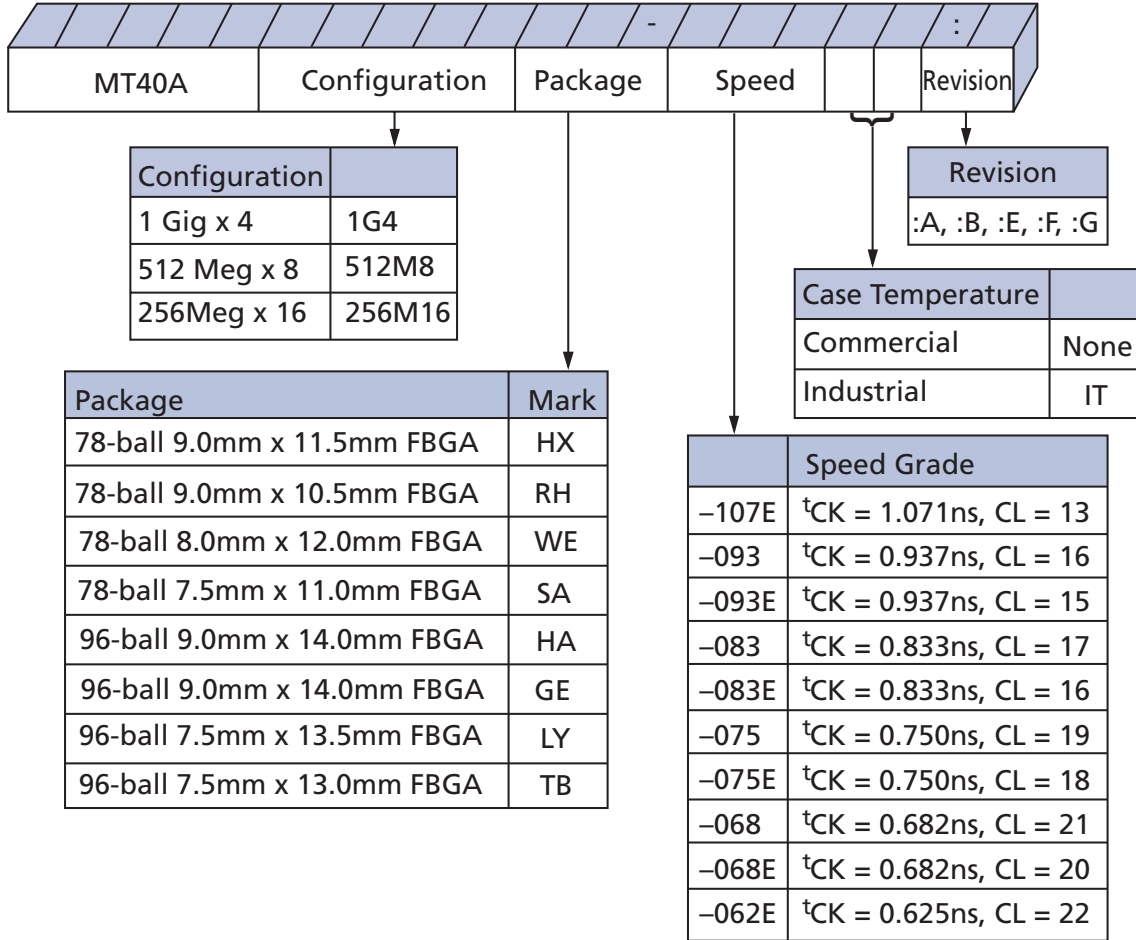 - :
MT40A Configuration Package Speed Revision
Configuration
1 Gig x 4 1G4
512 Meg x 8 512M8
256Meg x 16 256M16
Revision
:A, :B, :E, :F, :G
Case Temperature
Commercial None
Industrial IT
Package Mark
78-ball 9.0mm x 11.5mm FBGA HX
78-ball 9.0mm x 10.5mm FBGA RH
78-ball 8.0mm x 12.0mm FBGA WE
78-ball 7.5mm x 11.0mm FBGA SA
96-ball 9.0mm x 14.0mm FBGA HA
96-ball 9.0mm x 14.0mm FBGA GE
96-ball 7.5mm x 13.5mm FBGA LY
96-ball 7.5mm x 13.0mm FBGA TB
Speed Grade
–107E tCK = 1.071ns, CL = 13
–093 tCK = 0.937ns, CL = 16
–093E tCK = 0.937ns, CL = 15
–083 tCK = 0.833ns, CL = 17
–083E tCK = 0.833ns, CL = 16
–075 tCK = 0.750ns, CL = 19
–075E tCK = 0.750ns, CL = 18
–068 tCK = 0.682ns, CL = 21
–068E tCK = 0.682ns, CL = 20
–062E tCK = 0.625ns, CL = 22